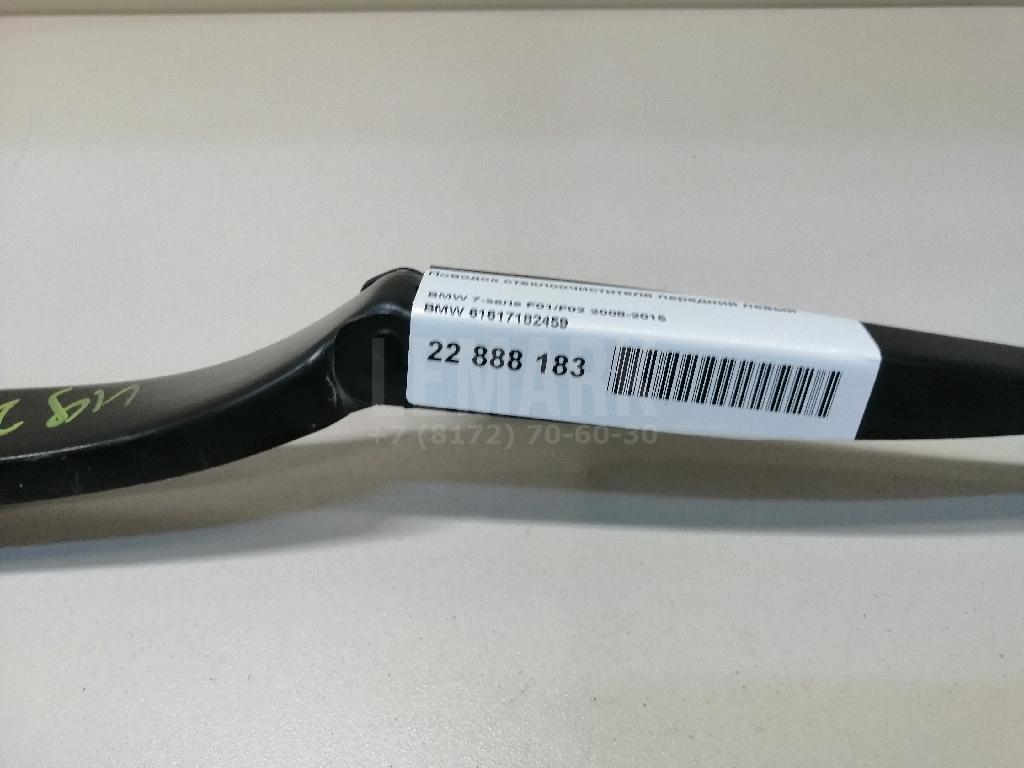 Поводок стеклоочистителя передний левый
BMW 7-serie F01/F02 2008-2015
BMW 61617182459
22 888 183
LEMARK
+7 (8172) 70-60-30